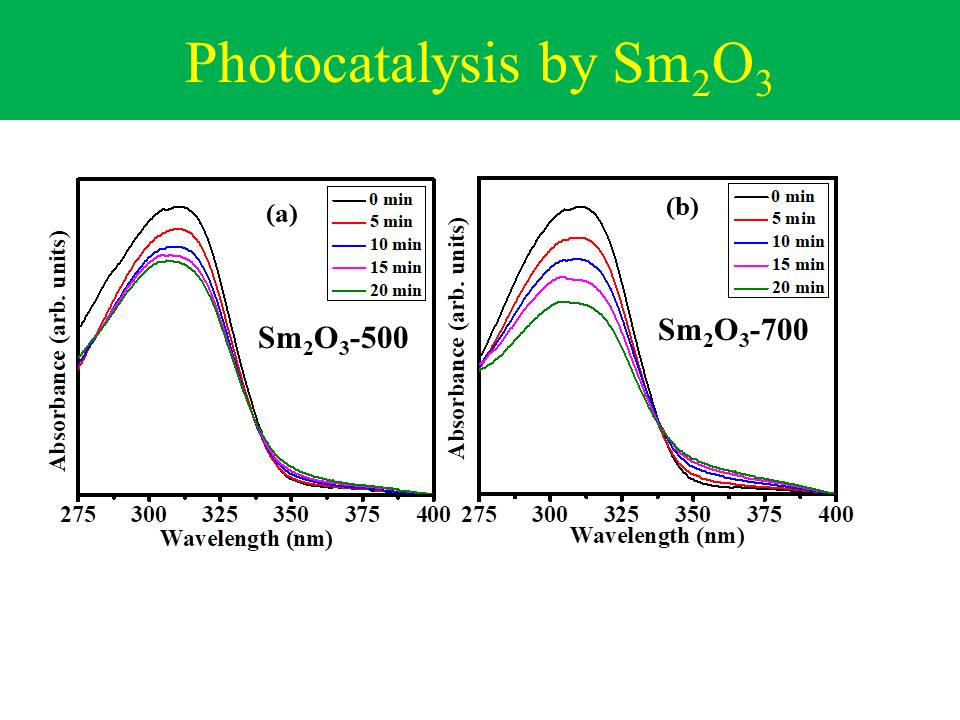 Photocatalysis by Sm₂O₃
(a)
0 min
5 min
10 min
15 min
20 min
Sm₂O₃-500
Absorbance (arb. units)
275 300 325 350 375 400
Wavelength (nm)
(b)
0 min
5 min
10 min
15 min
20 min
Sm₂O₃-700
Absorbance (arb. units)
275 300 325 350 375 400
Wavelength (nm)